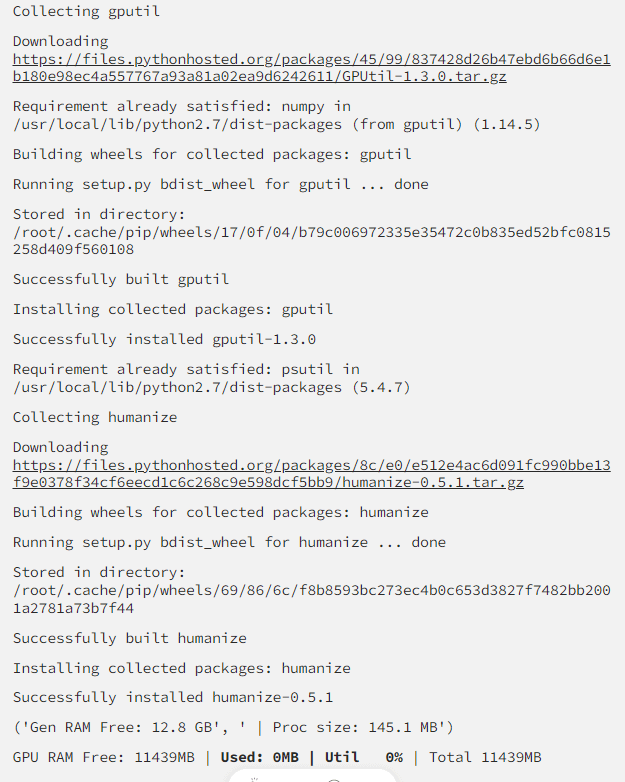 Collecting gputil
Downloading
https://files.pythonhosted.org/packages/45/99/837428d26b47ebd6b66d6e1
b180e98ec4a557767a93a81a02ea9d6242611/GPUtil-1.3.0.tar.gz
Requirement already satisfied: numpy in
/usr/local/lib/python2.7/dist-packages (from gputil) (1.14.5)
Building wheels for collected packages: gputil
Running setup.py bdist_wheel for gputil ... done
Stored in directory:
/root/.cache/pip/wheels/17/0f/04/b79c006972335e35472c0b835ed52bfc0815
258d409f560108
Successfully built gputil
Installing collected packages: gputil
Successfully installed gputil-1.3.0
Requirement already satisfied: psutil in
/usr/local/lib/python2.7/dist-packages (5.4.7)
Collecting humanize
Downloading
https://files.pythonhosted.org/packages/8c/e0/e512e4ac6d091fc990bbe13
f9e0378f34cf6eecd1c6c268c9e598dcf5bb9/humanize-0.5.1.tar.gz
Building wheels for collected packages: humanize
Running setup.py bdist_wheel for humanize ... done
Stored in directory:
/root/.cache/pip/wheels/69/86/6c/f8b8593bc273ec4b0c653d3827f7482bb200
1a2781a73b7f44
Successfully built humanize
Installing collected packages: humanize
Successfully installed humanize-0.5.1
('Gen RAM Free: 12.8 GB', ' | Proc size: 145.1 MB')
GPU RAM Free: 11439MB | Used: 0MB | Util   0% | Total 11439MB